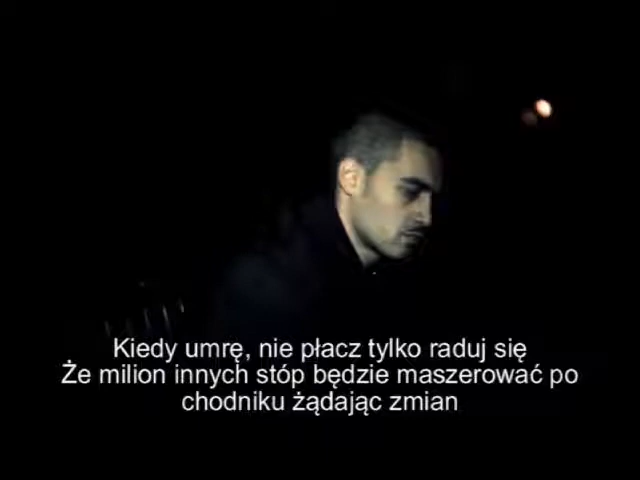 Kiedy umrę, nie płacz tylko raduj się
Że milion innych stóp będzie maszerować po
chodniku żądając zmian